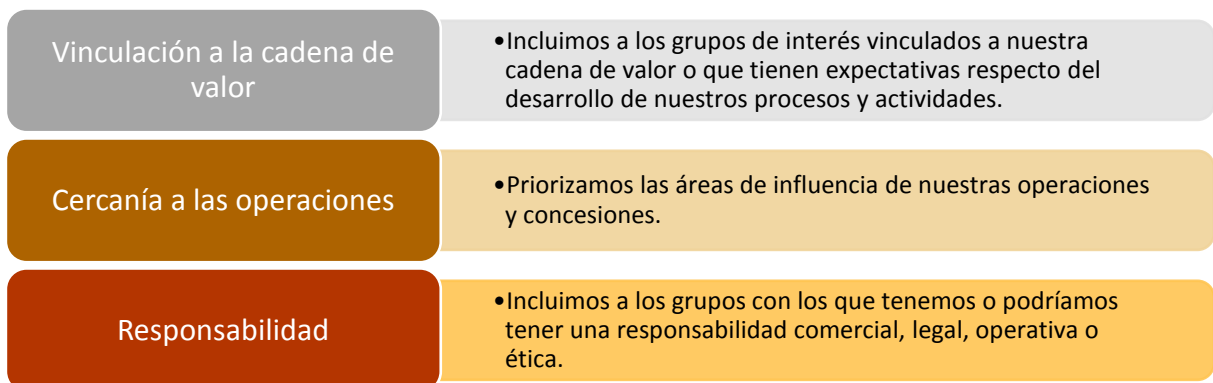 Vinculación a la cadena de
valor
•Incluimos a los grupos de interés vinculados a nuestra
cadena de valor o que tienen expectativas respecto del
desarrollo de nuestros procesos y actividades.
Cercanía a las operaciones
•Priorizamos las áreas de influencia de nuestras operaciones
y concesiones.
Responsabilidad
•Incluimos a los grupos con los que tenemos o podríamos
tener una responsabilidad comercial, legal, operativa o
ética.